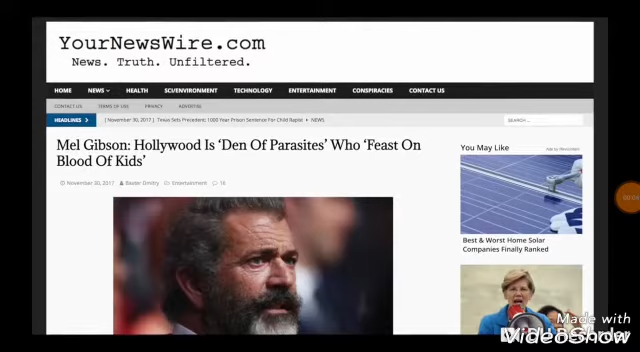 YourNewsWire.com
News. Truth. Unfiltered.
HOME NEWS HEALTH SCI/ENVIRONMENT TECHNOLOGY ENTERTAINMENT CONSPIRACIES CONTACT US
CONTACT US TERMS OF USE PRIVACY ADVERTISE
HEADLINES [ November 30, 2017 ] Texas Sets Precedent: 1000 Year Prison Sentence For Child Rapist NEWS SEARCH...
Mel Gibson: Hollywood Is ‘Den Of Parasites’ Who ‘Feast On
Blood Of Kids’
November 30, 2017 Baxter Dmitry Entertainment 16
You May Like
Best & Worst Home Solar
Companies Finally Ranked
00:04
Made with
VideoShow